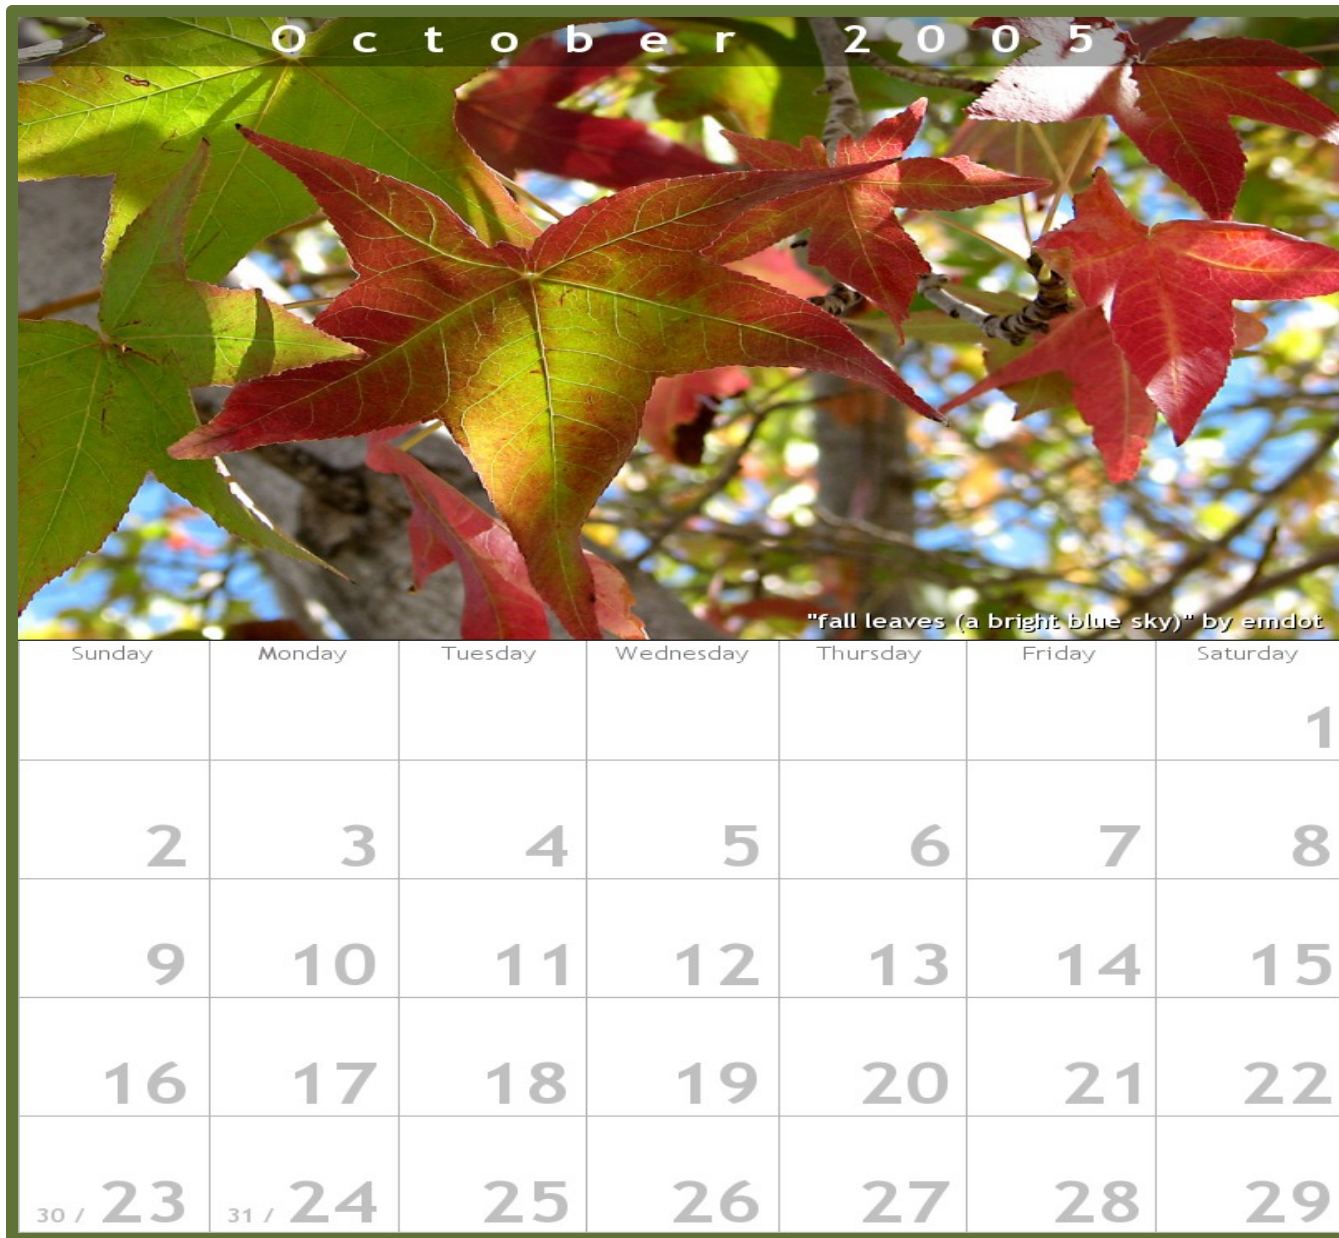 October 2005
"fall leaves (a bright blue sky)" by emdot
Sunday Monday Tuesday Wednesday Thursday Friday Saturday
1
2 3 4 5 6 7 8
9 10 11 12 13 14 15
16 17 18 19 20 21 22
30 / 23 31 / 24 25 26 27 28 29